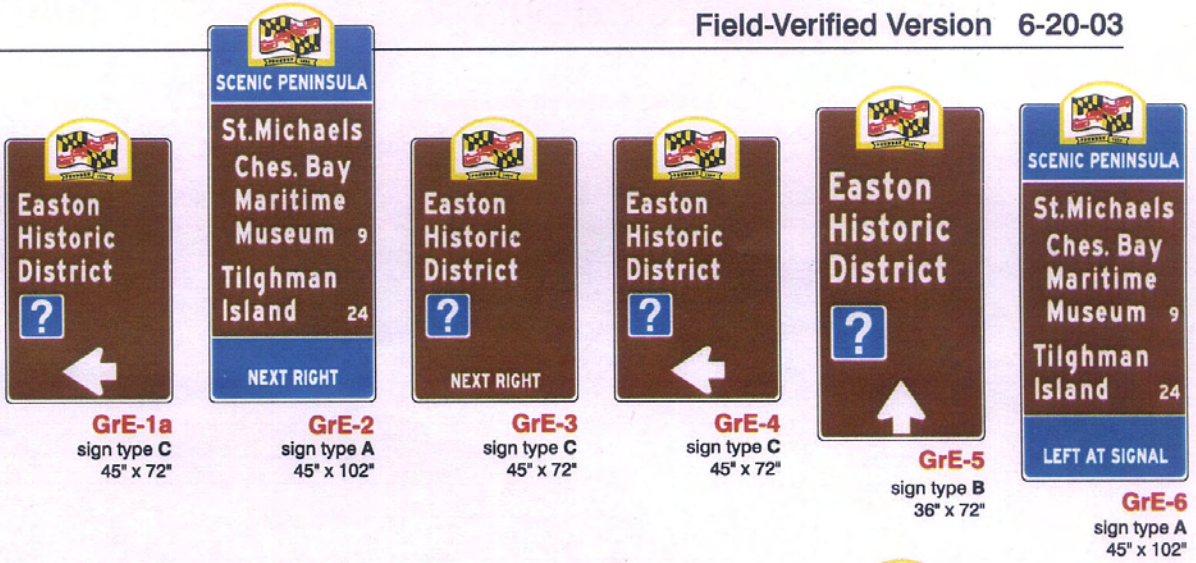 Field-Verified Version 6-20-03
Easton
Historic
District
?
GrE-1a
sign type C
45" x 72"
SCENIC PENINSULA
St.Michaels
Ches. Bay
Maritime
Museum 9
Tilghman
Island 24
NEXT RIGHT
GrE-2
sign type A
45" x 102"
Easton
Historic
District
?
NEXT RIGHT
GrE-3
sign type C
45" x 72"
Easton
Historic
District
?
GrE-4
sign type C
45" x 72"
Easton
Historic
District
?
GrE-5
sign type B
36" x 72"
SCENIC PENINSULA
St.Michaels
Ches. Bay
Maritime
Museum 9
Tilghman
Island 24
LEFT AT SIGNAL
GrE-6
sign type A
45" x 102"